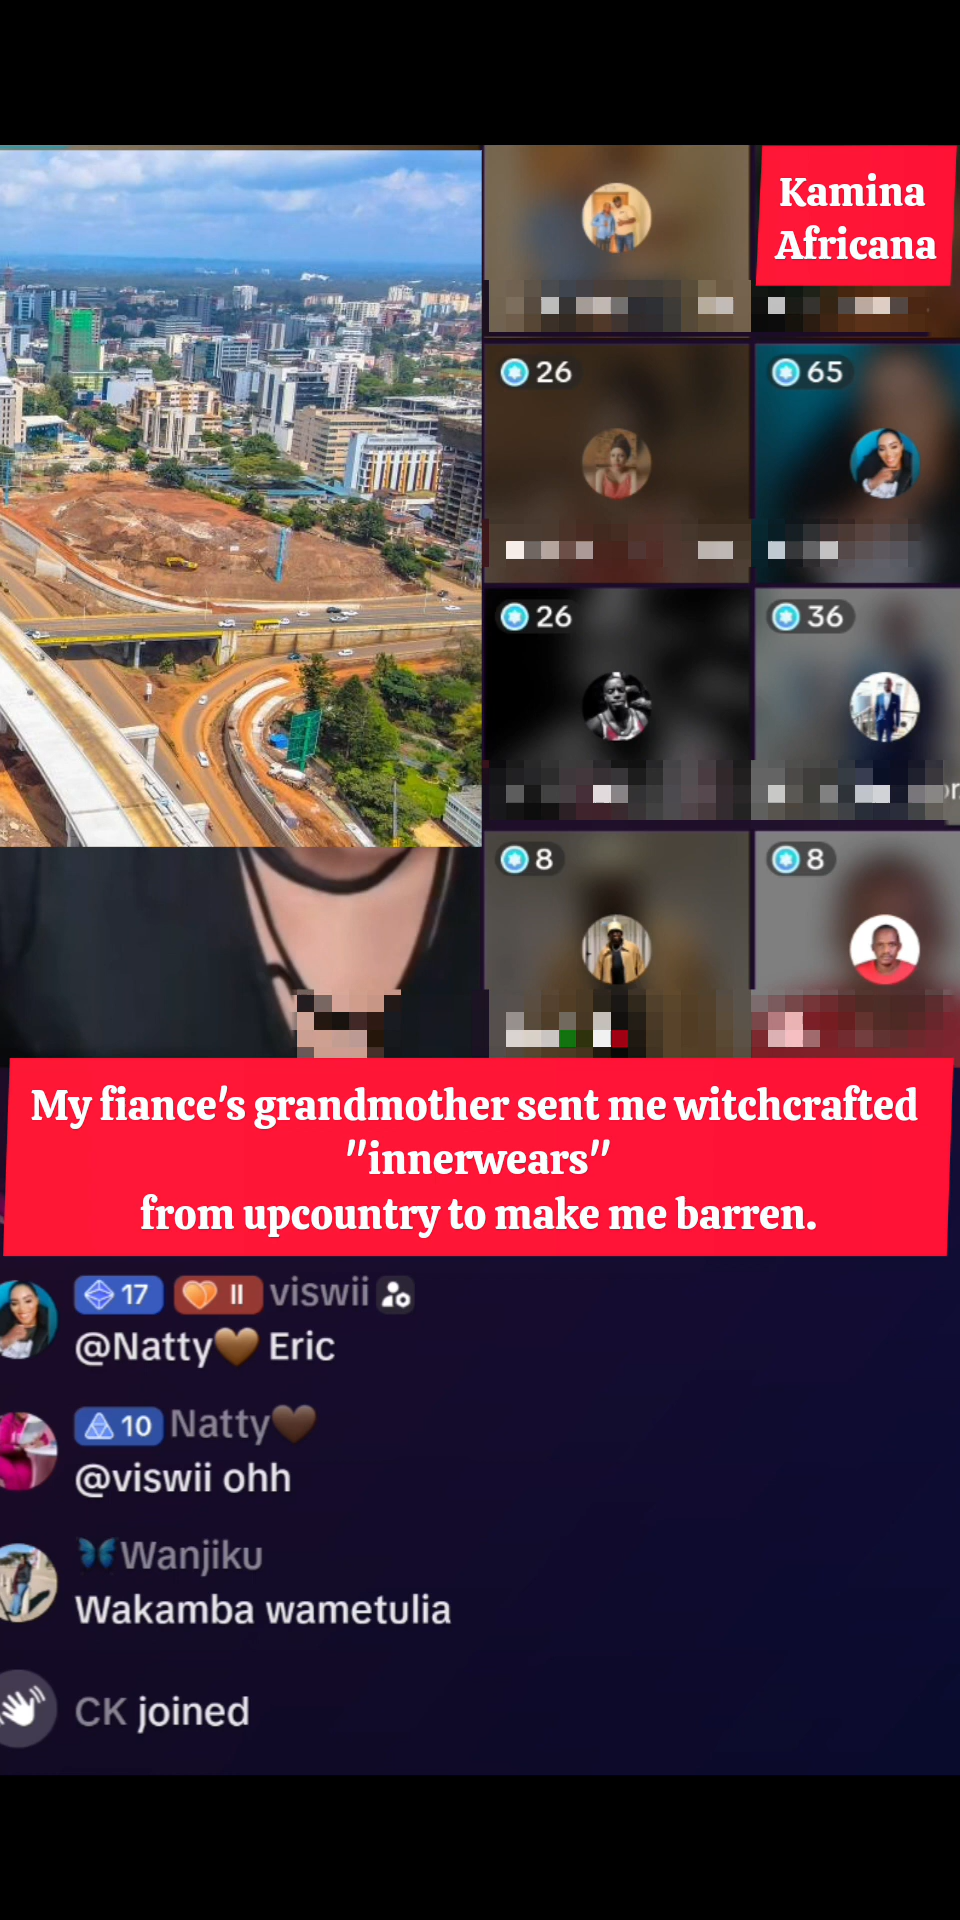 Kamina
Africana
26
65
26
36
8
8
My fiance's grandmother sent me witchcrafted
"innerwears"
from upcountry to make me barren.
17 II viswii
@Natty🤎 Eric
10 Natty🤎
@viswii ohh
🦋Wanjiku
Wakamba wametulia
CK joined